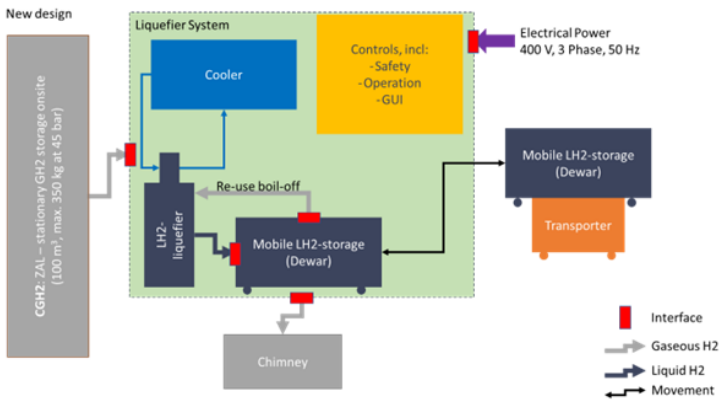 New design
CGH2: ZAL – stationary GH2 storage onsite
(100 m³, max. 350 kg at 45 bar)
Liquefier System
Cooler
Controls, incl:
-Safety
-Operation
-GUI
Electrical Power
400 V, 3 Phase, 50 Hz
LH2-
liquefier
Re-use boil-off
Mobile LH2-storage
(Dewar)
Mobile LH2-storage
(Dewar)
Transporter
Chimney
Interface
Gaseous H2
Liquid H2
Movement